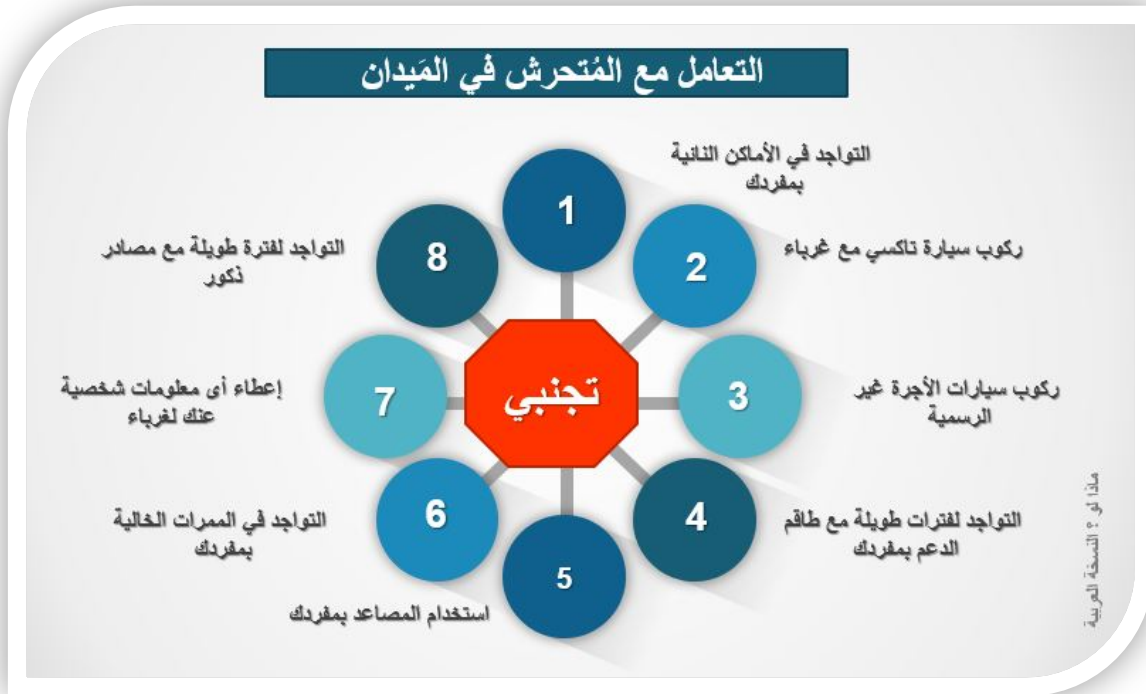 التعامل مع المُتحرش في المَيدان
1
التواجد في الأماكن النائية
بمفردك
2
ركوب سيارة تاكسي مع غرباء
3
ركوب سيارات الأجرة غير
الرسمية
4
التواجد لفترات طويلة مع طاقم
الدعم بمفردك
5
استخدام المصاعد بمفردك
6
التواجد في الممرات الخالية
بمفردك
7
إعطاء أى معلومات شخصية
عنك لغرباء
8
التواجد لفترة طويلة مع مصادر
ذكور
تجنبي
ماذا لو ؟ النسخة العربية